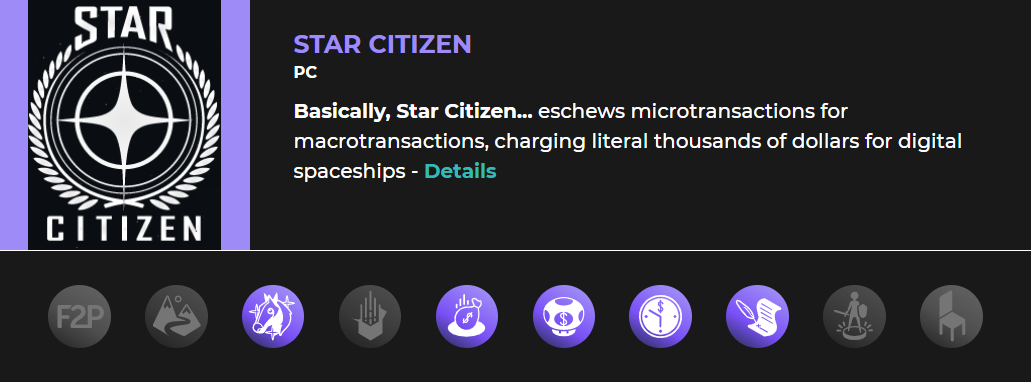 STAR
CITIZEN
STAR CITIZEN
PC
Basically, Star Citizen... eschews microtransactions for
macrotransactions, charging literal thousands of dollars for digital
spaceships - Details
F2P
$
$